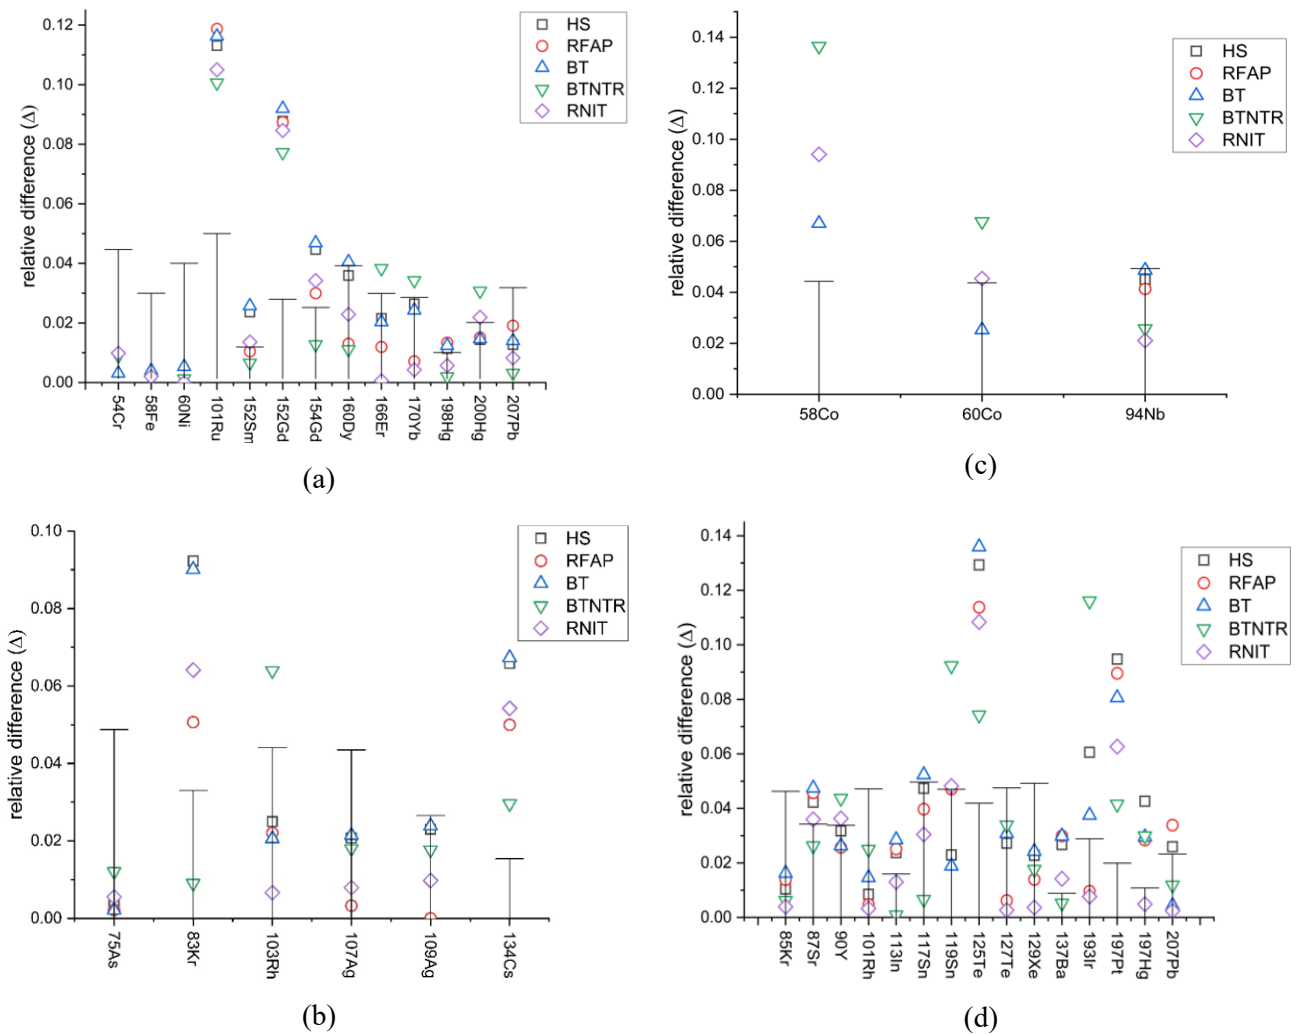 relative difference (Δ)
0.12
0.10
0.08
0.06
0.04
0.02
0.00
HS
RFAP
BT
BTNTR
RNIT
54Cr
58Fe
60Ni
101Ru
152Sm
152Gd
154Gd
160Dy
166Er
170Yb
198Hg
200Hg
207Pb
(a)
relative difference (Δ)
0.14
0.12
0.10
0.08
0.06
0.04
0.02
0.00
HS
RFAP
BT
BTNTR
RNIT
58Co
60Co
94Nb
(c)
relative difference (Δ)
0.10
0.08
0.06
0.04
0.02
0.00
HS
RFAP
BT
BTNTR
RNIT
75As
83Kr
103Rh
107Ag
109Ag
134Cs
(b)
relative difference (Δ)
0.14
0.12
0.10
0.08
0.06
0.04
0.02
0.00
HS
RFAP
BT
BTNTR
RNIT
85Kr
87Sr
90Y
101Rh
113In
117Sn
119Sn
125Te
127Te
129Xe
137Ba
193Ir
197Pt
197Hg
207Pb
(d)